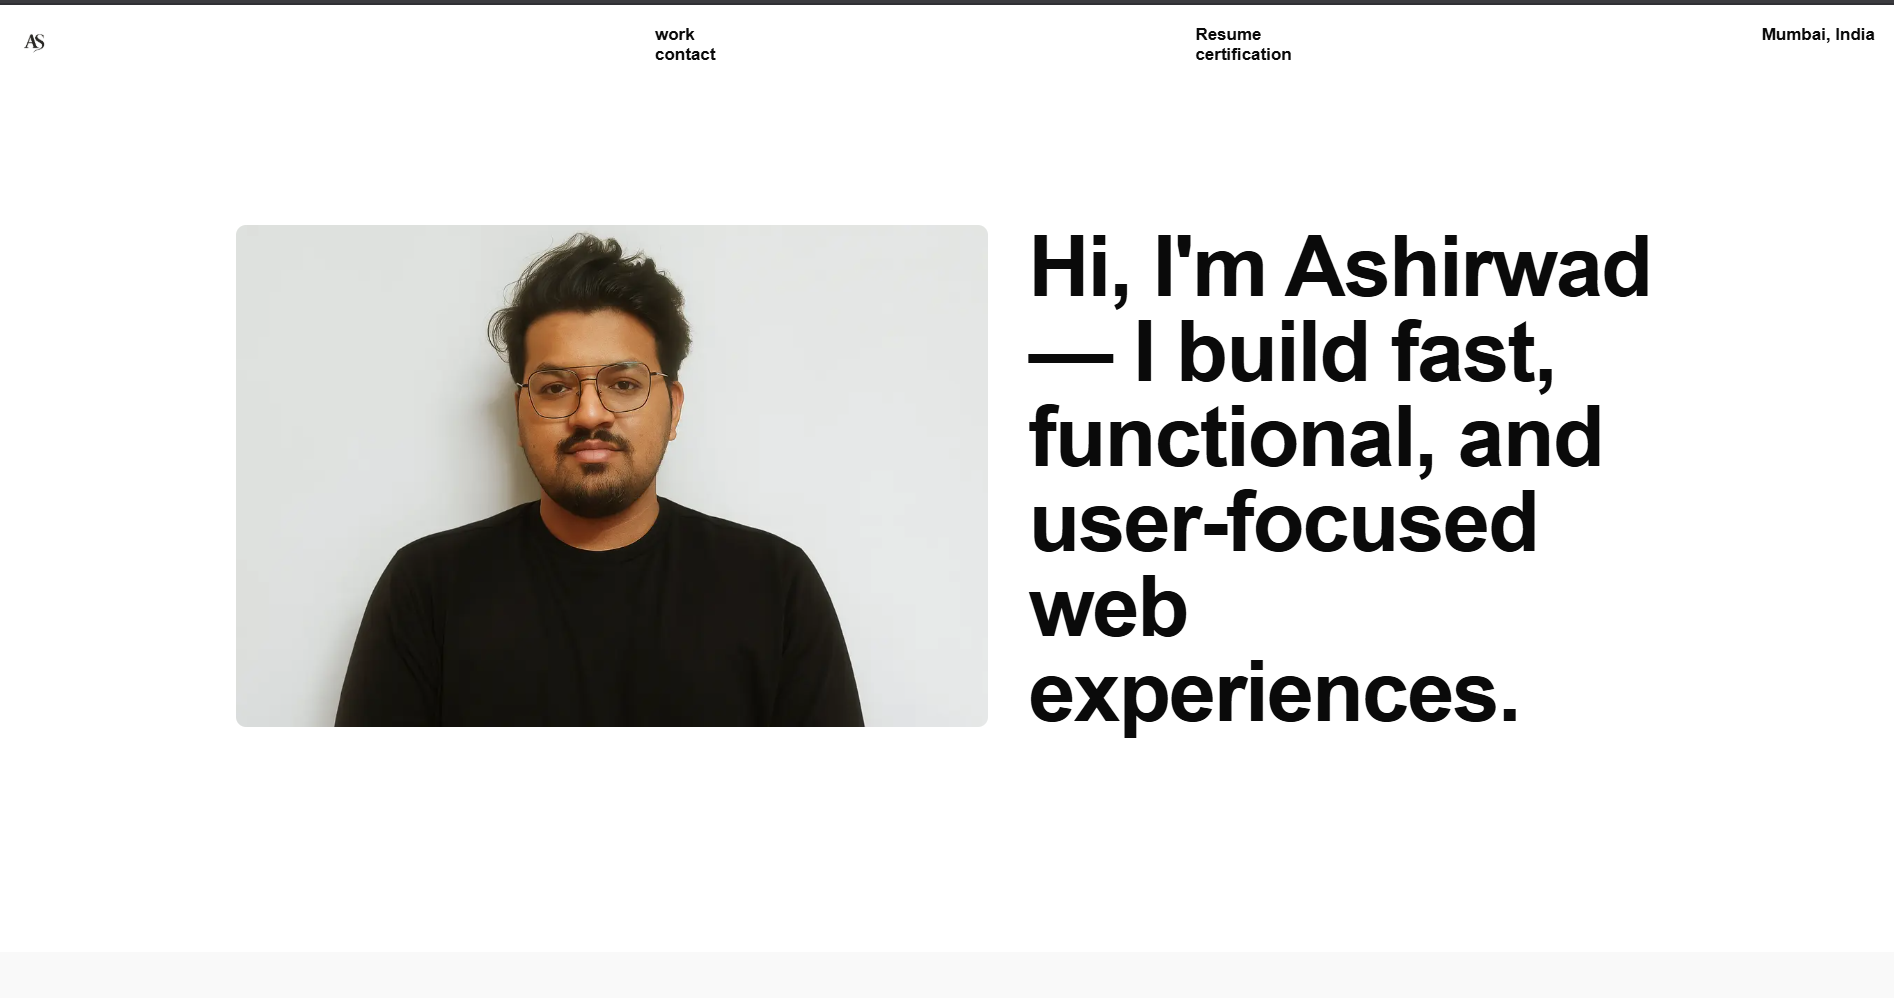 AS
work
contact
Resume
certification
Mumbai, India
Hi, I'm Ashirwad
— I build fast,
functional, and
user-focused
web
experiences.